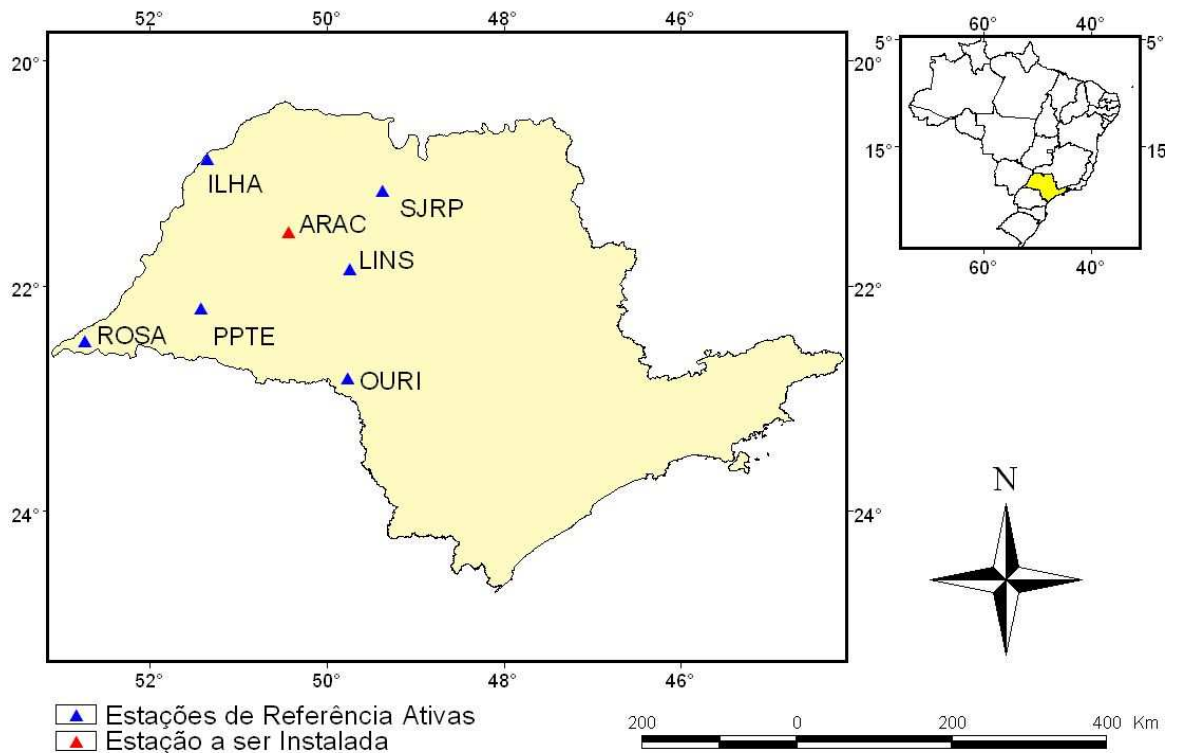 52° 50° 48° 46°
20° 20°
22° 22°
24° 24°
52° 50° 48° 46°
ILHA
SJRP
ARAC
LINS
ROSA
PPTE
OURI
60° 40°
5° 5°
15° 15
60° 40°
N
Estações de Referência Ativas
Estação a ser Instalada
200 0 200 400 Km